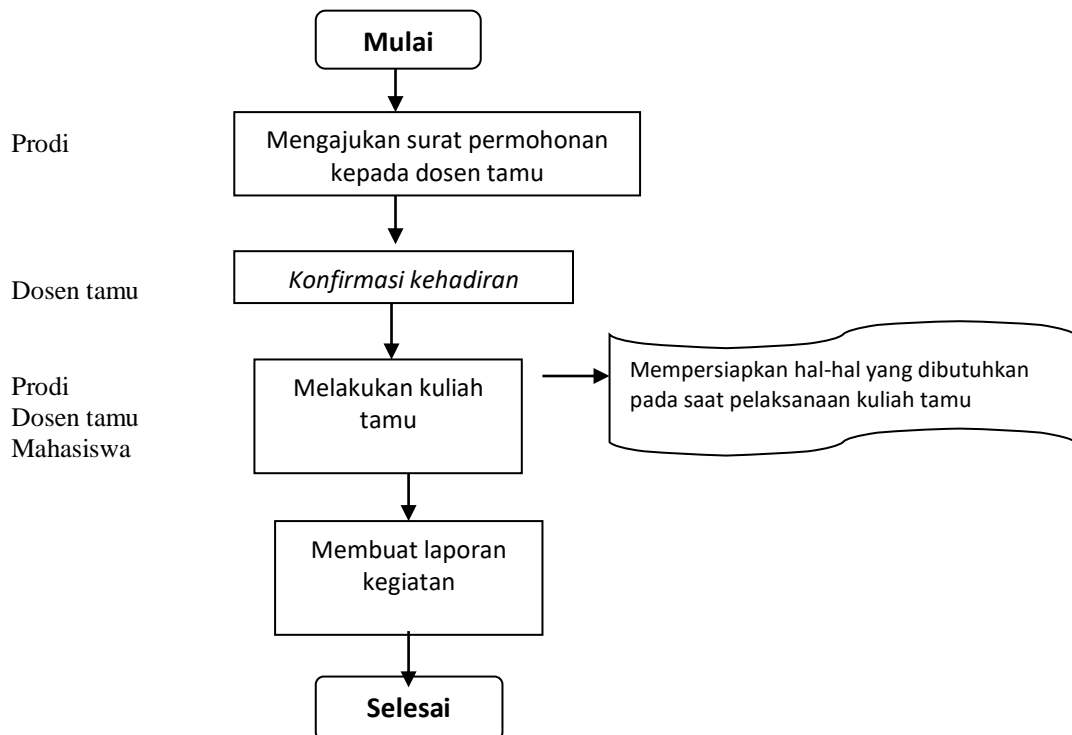 Mulai
Prodi
Mengajukan surat permohonan
kepada dosen tamu
Dosen tamu
Konfirmasi kehadiran
Prodi
Dosen tamu
Mahasiswa
Melakukan kuliah
tamu
Mempersiapkan hal-hal yang dibutuhkan
pada saat pelaksanaan kuliah tamu
Membuat laporan
kegiatan
Selesai